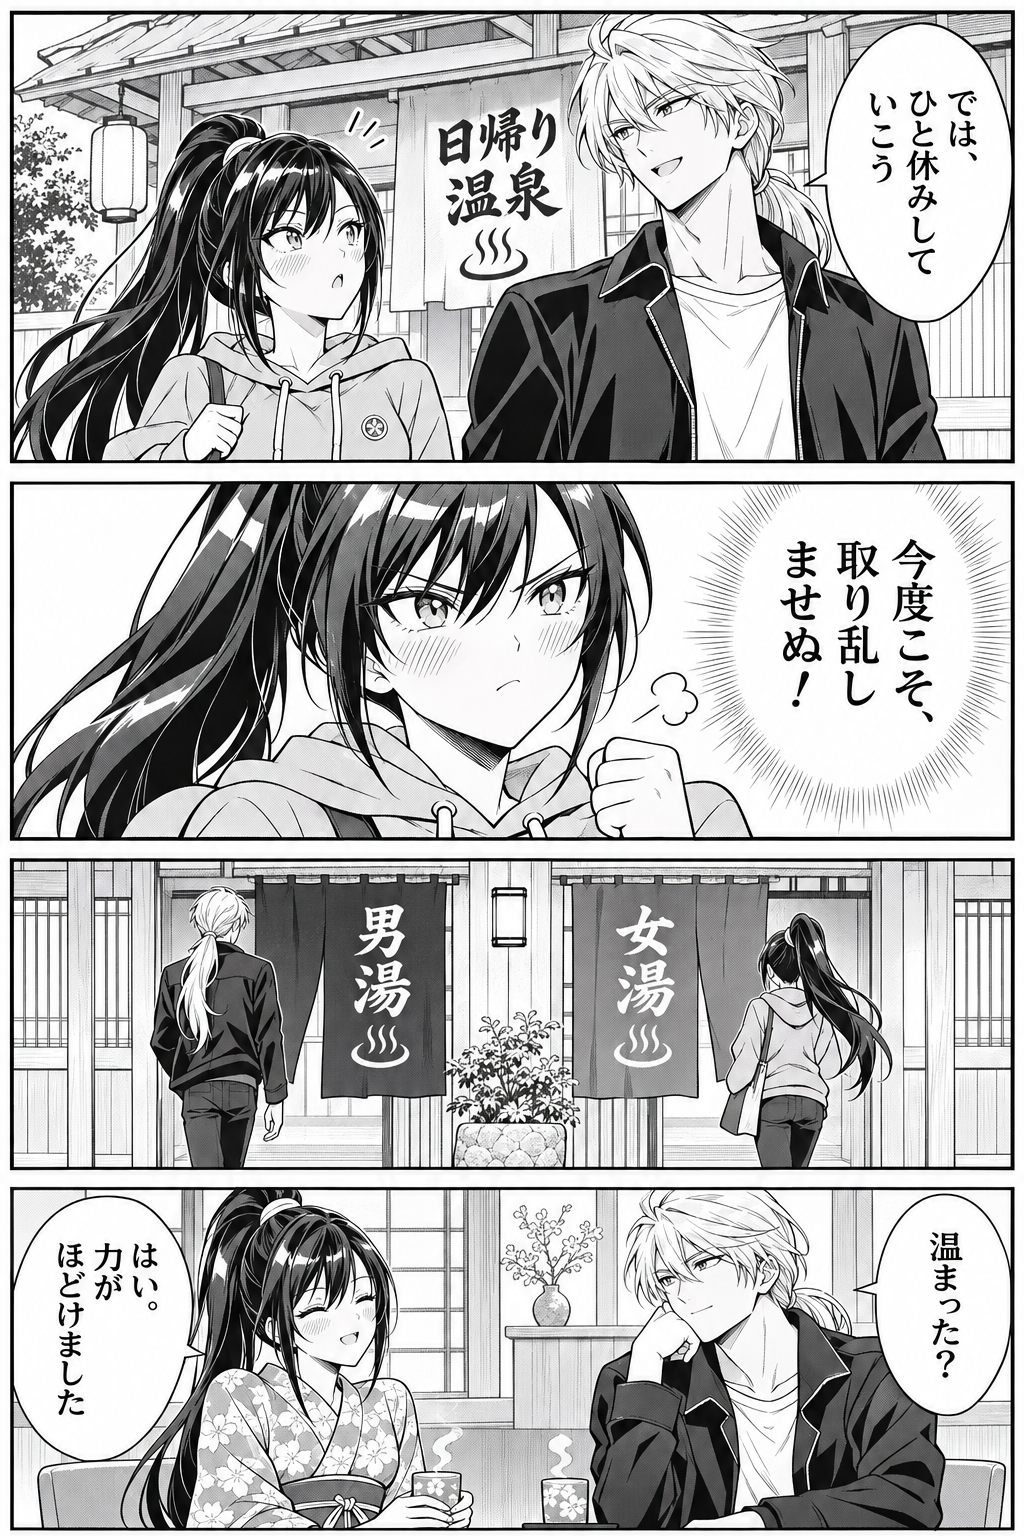 では、
ひと休みして
いこう
日帰り
温泉
今度こそ、
取り乱し
ませぬ！
女湯
男湯
温まった？
はい。
力が
ほどけました